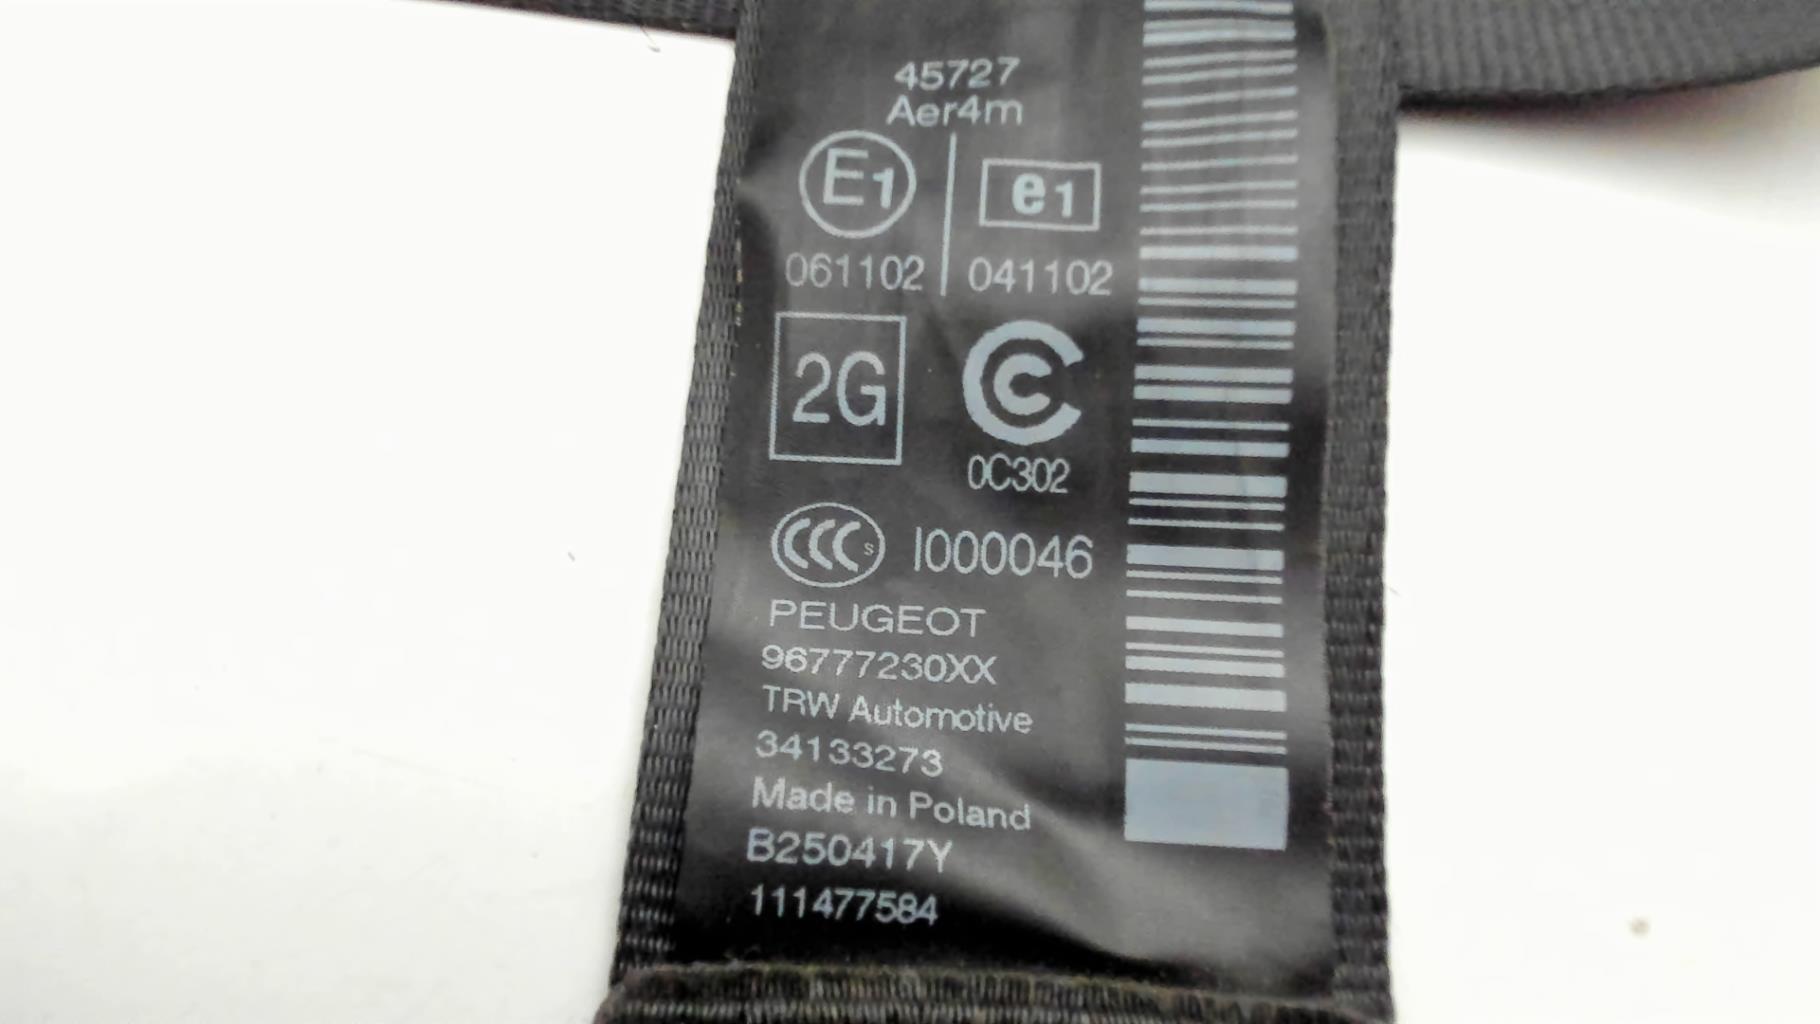 45727
Aer4m
E1 e1
061102 041102
2G
0C302
CCC S I000046
PEUGEOT
96777230XX
TRW Automotive
34133273
Made in Poland
B250417Y
111477584